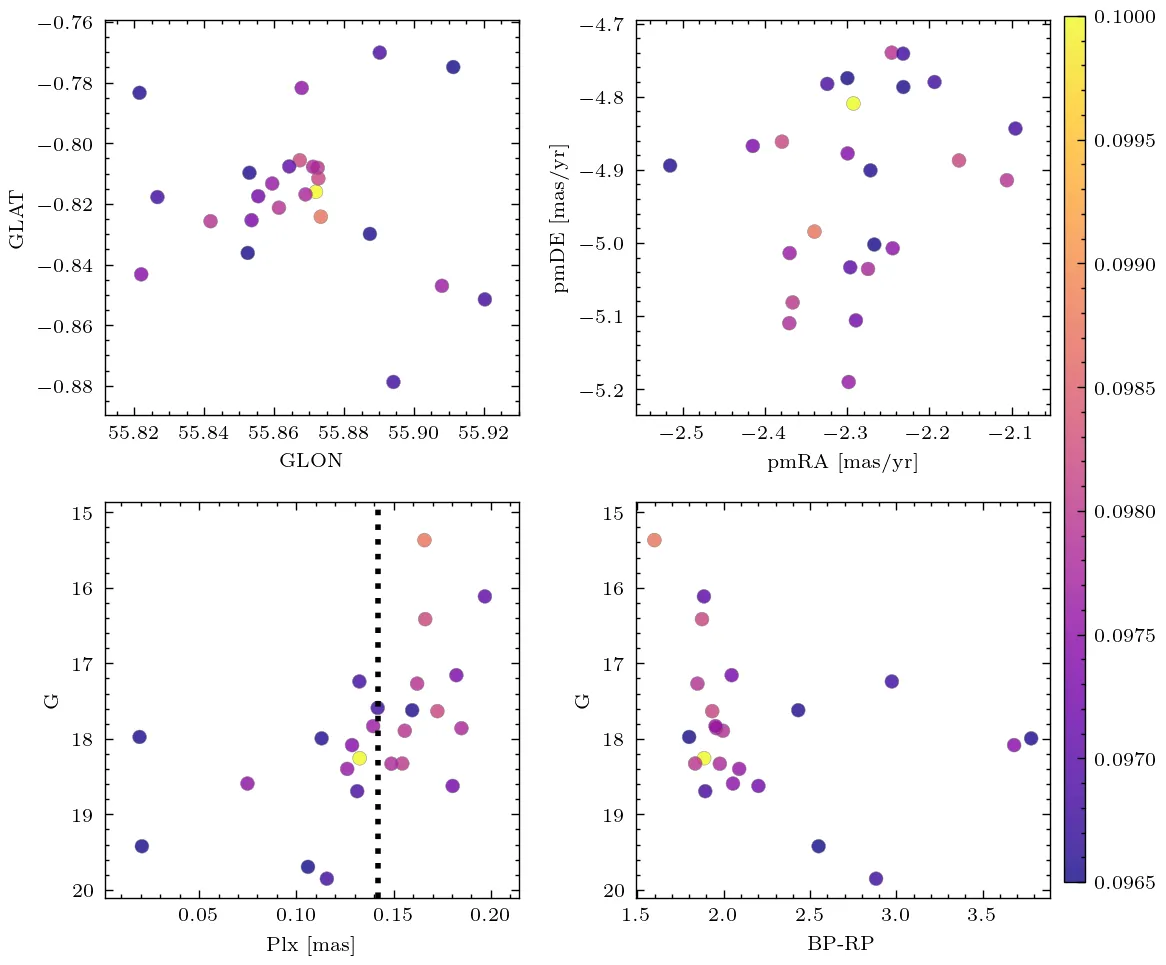 −0.76
−0.78
−0.80
−0.82
−0.84
−0.86
−0.88
GLAT
55.82 55.84 55.86 55.88 55.90 55.92
GLON
−4.7
−4.8
−4.9
−5.0
−5.1
−5.2
pmDE [mas/yr]
−2.5 −2.4 −2.3 −2.2 −2.1
pmRA [mas/yr]
0.1000
0.0995
0.0990
0.0985
0.0980
0.0975
0.0970
0.0965
15
16
17
18
19
20
G
0.05 0.10 0.15 0.20
Plx [mas]
15
16
17
18
19
20
G
1.5 2.0 2.5 3.0 3.5
BP-RP